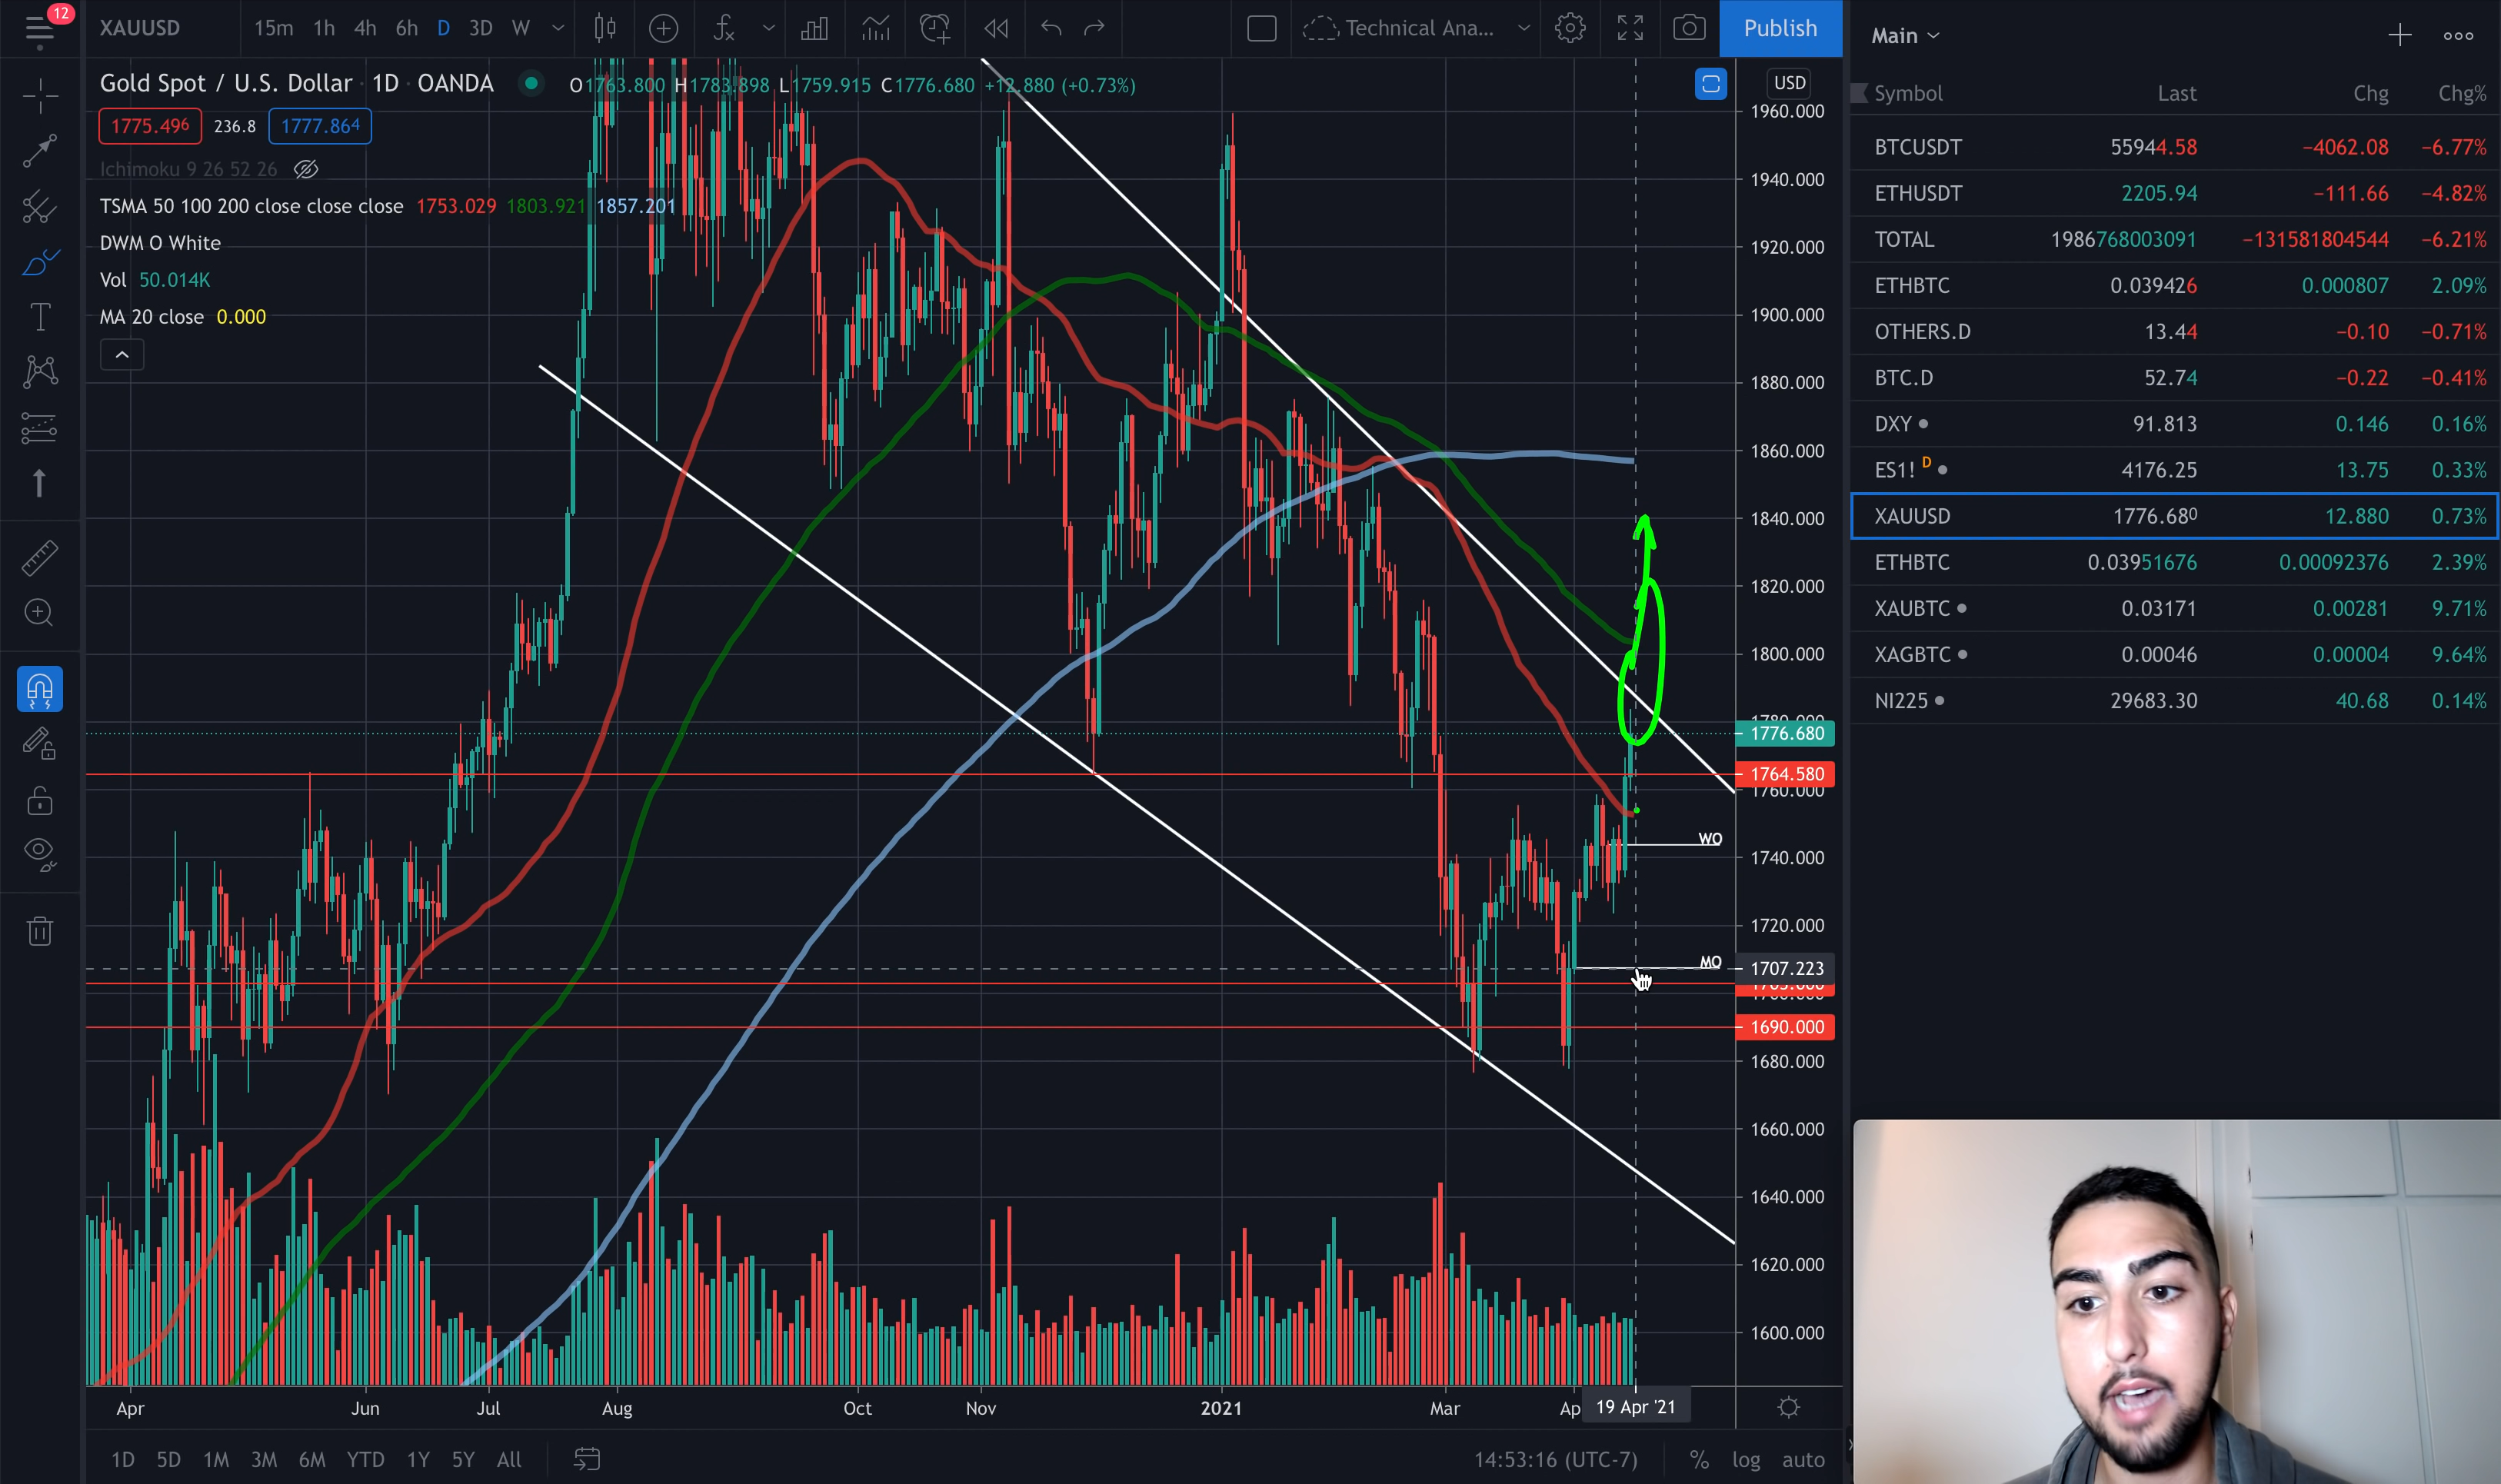 12
XAUUSD 15m 1h 4h 6h D 3D W Technical Ana... Publish
Gold Spot / U.S. Dollar · 1D · OANDA O1763.800 H1783.898 L1759.915 C1776.680 +12.880 (+0.73%)
1775.496 236.8 1777.864
Ichimoku 9 26 52 26
TSMA 50 100 200 close close close 1753.029 1803.921 1857.201
DWM O White
Vol 50.014K
MA 20 close 0.000
USD
1960.000
1940.000
1920.000
1900.000
1880.000
1860.000
1840.000
1820.000
1800.000
1780.000
1776.680
1764.580
1760.000
WO
1740.000
1720.000
MO
1707.223
1690.000
1680.000
1660.000
1640.000
1620.000
1600.000
Apr Jun Jul Aug Oct Nov 2021 Mar Ap 19 Apr '21
1D 5D 1M 3M 6M YTD 1Y 5Y All 14:53:16 (UTC-7) % log auto
Main
Symbol Last Chg Chg%
BTCUSDT 55944.58 −4062.08 −6.77%
ETHUSDT 2205.94 −111.66 −4.82%
TOTAL 1986768003091 −131581804544 −6.21%
ETHBTC 0.039426 0.000807 2.09%
OTHERS.D 13.44 −0.10 −0.71%
BTC.D 52.74 −0.22 −0.41%
DXY 91.813 0.146 0.16%
ES1! D 4176.25 13.75 0.33%
XAUUSD 1776.680 12.880 0.73%
ETHBTC 0.03951676 0.00092376 2.39%
XAUBTC 0.03171 0.00281 9.71%
XAGBTC 0.00046 0.00004 9.64%
NI225 29683.30 40.68 0.14%